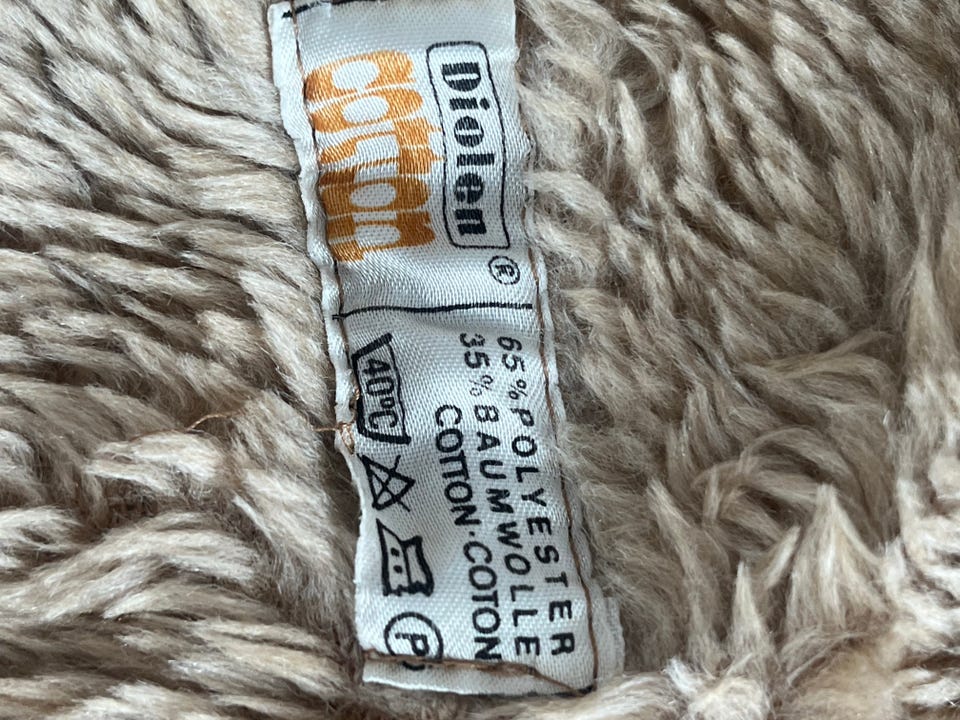 Diolen
cotton
®
65%POLYESTER
35%BAUMWOLLE
COTTON·COTON
40°C
P